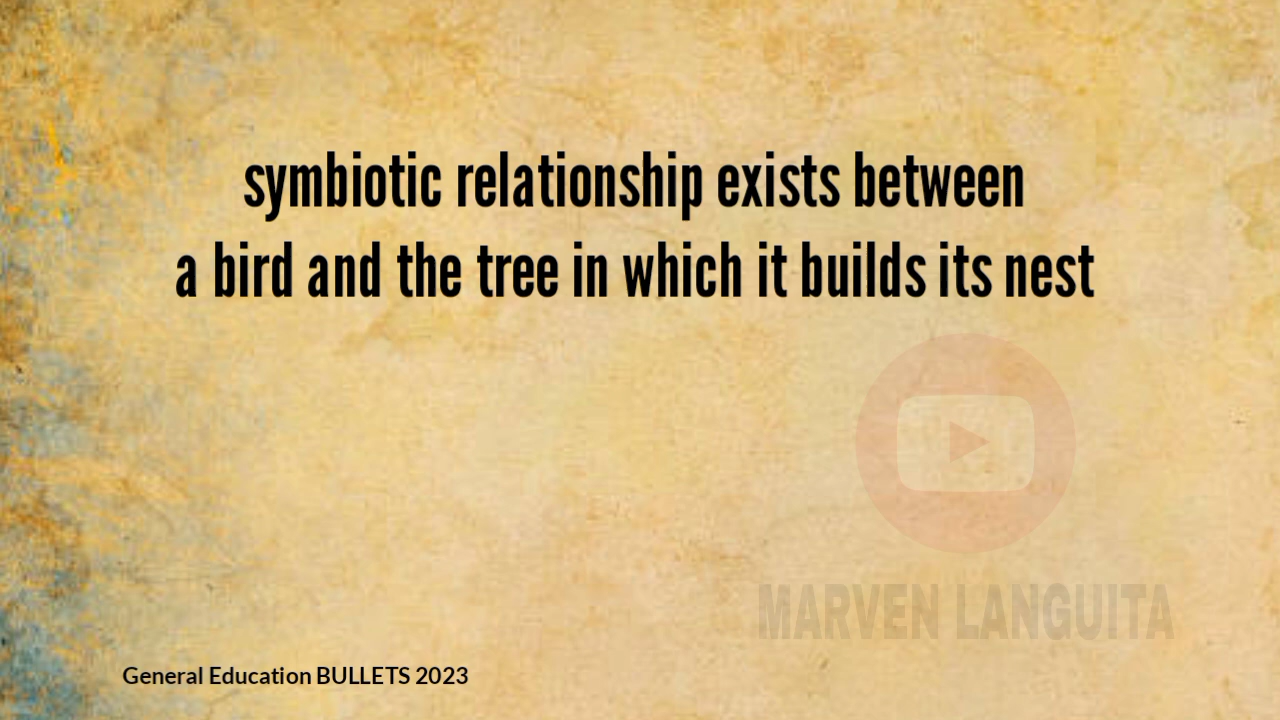 symbiotic relationship exists between
a bird and the tree in which it builds its nest
MARVEN LANGUITA
General Education BULLETS 2023